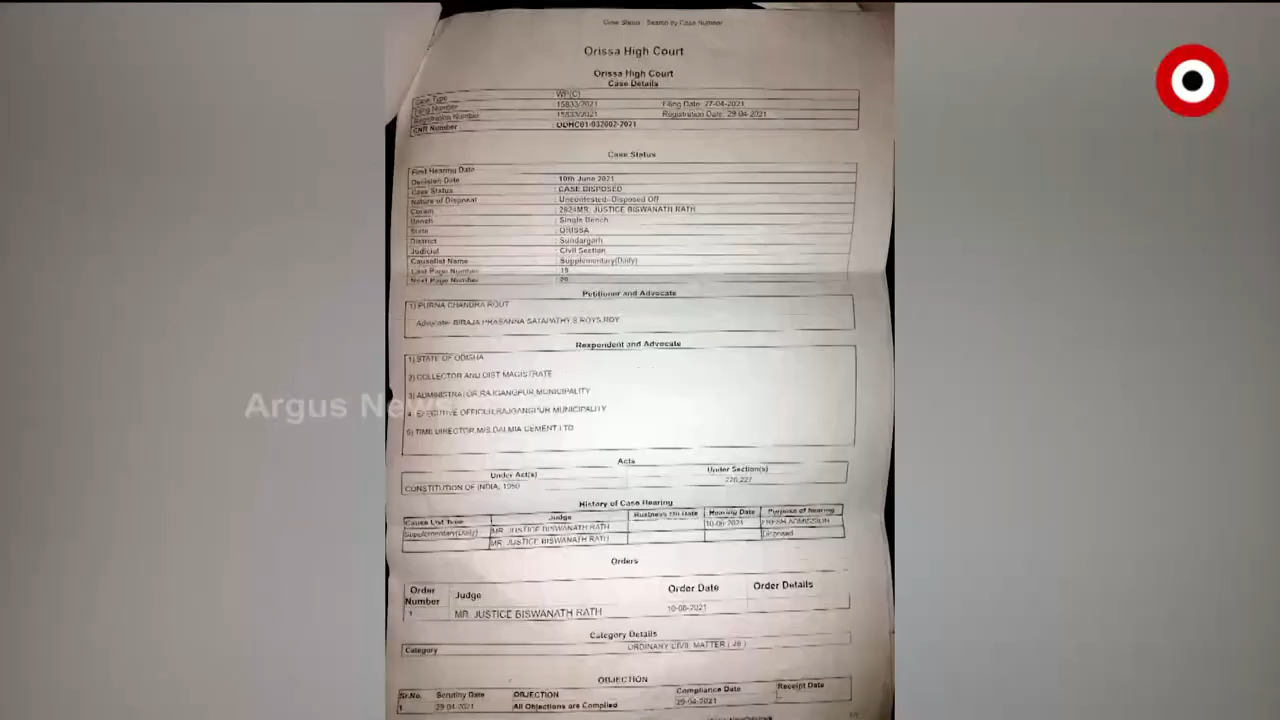 Case Status : Search by Case Number
Orissa High Court
Orissa High Court
Case Details
Case Type WP(C)
Filing Number 15833/2021 Filing Date: 27-04-2021
Registration Number 15833/2021 Registration Date: 29-04-2021
CNR Number : ODHC01-032002-2021
Case Status
First Hearing Date
Decision Date : 10th June 2021
Case Status : CASE DISPOSED
Nature of Disposal : Uncontested--Disposed Off
Coram : 2624MR. JUSTICE BISWANATH RATH
Bench : Single Bench
State : ORISSA
District : Sundargarh
Judicial : Civil Section
Causelist Name : Supplementary(Daily)
Last Page Number : 19
Next Page Number : 20
Petitioner and Advocate
1) PURNA CHANDRA ROUT
Advocate- BIRAJA PRASANNA SATAPATHY S ROYS.ROY
Respondent and Advocate
1) STATE OF ODISHA
2) COLLECTOR AND DIST MAGISTRATE
3) ADMINISTRATOR,RAJGANGPUR MUNICIPALITY
4) EXECUTIVE OFFICER,RAJGANGPUR MUNICIPALITY
5) DIRECTOR,M/S.DALMIA CEMENT LTD
Argus News
Acts
Under Act(s) Under Section(s)
CONSTITUTION OF INDIA, 1950 226,227
History of Case Hearing
Cause List Type Judge Business On Date Hearing Date Purpose of hearing
Supplementary(Daily) MR. JUSTICE BISWANATH RATH 10-06-2021 FRESH ADMISSION
MR. JUSTICE BISWANATH RATH Disposed
Orders
Order Number Judge Order Date Order Details
1 MR. JUSTICE BISWANATH RATH 10-06-2021
Category Details
Category ORDINARY CIVIL MATTER ( JB )
OBJECTION
Sr.No. Scrutiny Date OBJECTION Compliance Date Receipt Date
1 29-04-2021 All Objections are Complied 29-04-2021